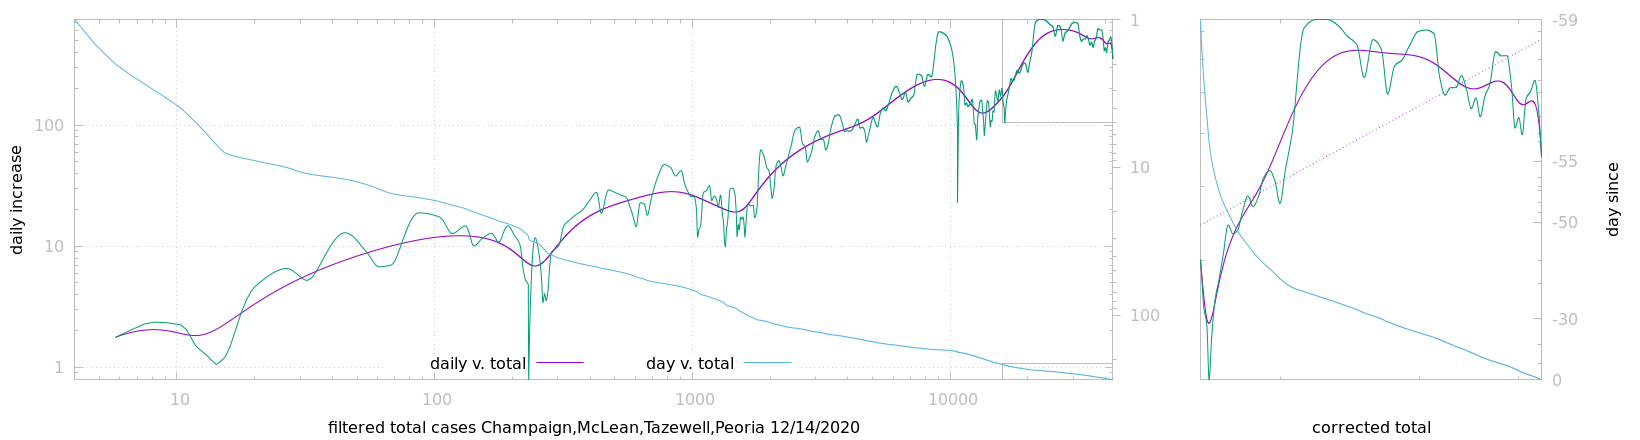 daily increase
100
10
1
1
10
100
10
100
1000
10000
daily v. total
day v. total
filtered total cases Champaign,McLean,Tazewell,Peoria 12/14/2020
-59
-55
-50
-30
0
day since
corrected total